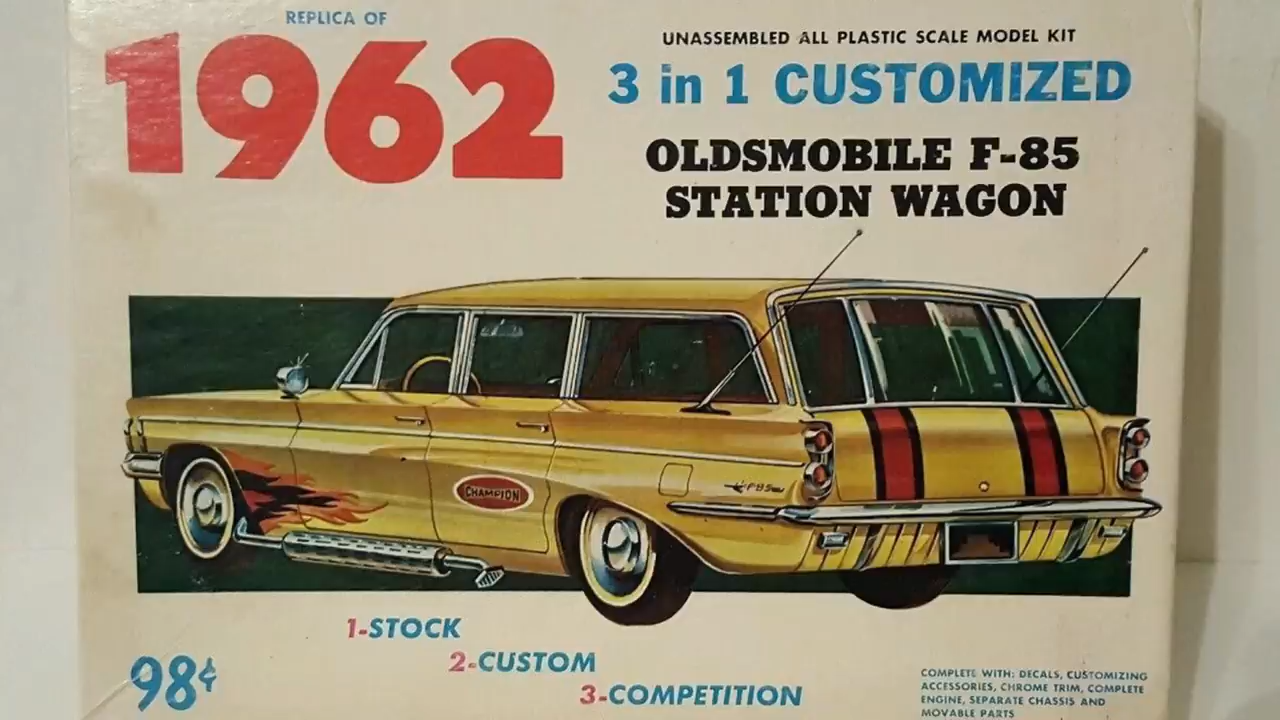 REPLICA OF
1962
UNASSEMBLED ALL PLASTIC SCALE MODEL KIT
3 in 1 CUSTOMIZED
OLDSMOBILE F-85
STATION WAGON
CHAMPION
F-85
1-STOCK
2-CUSTOM
3-COMPETITION
98¢
COMPLETE WITH: DECALS, CUSTOMIZING
ACCESSORIES, CHROME TRIM, COMPLETE
ENGINE, SEPARATE CHASSIS AND
MOVABLE PARTS